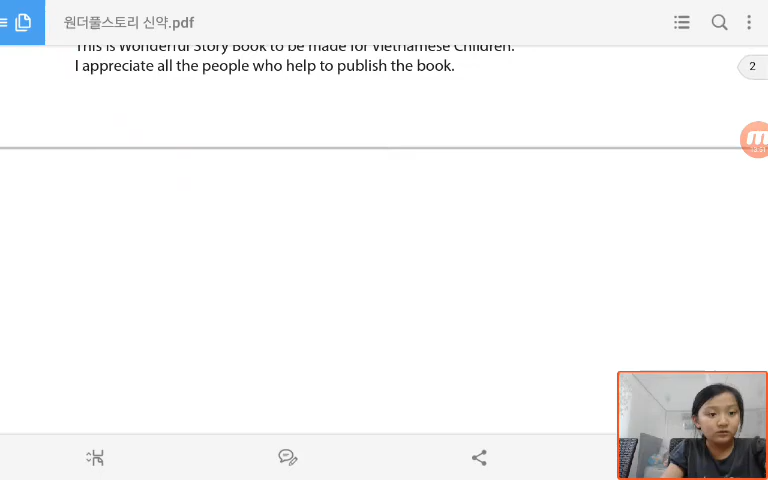 원더풀스토리 신약.pdf
This is Wonderful Story Book to be made for Vietnamese Children.
I appreciate all the people who help to publish the book.
2